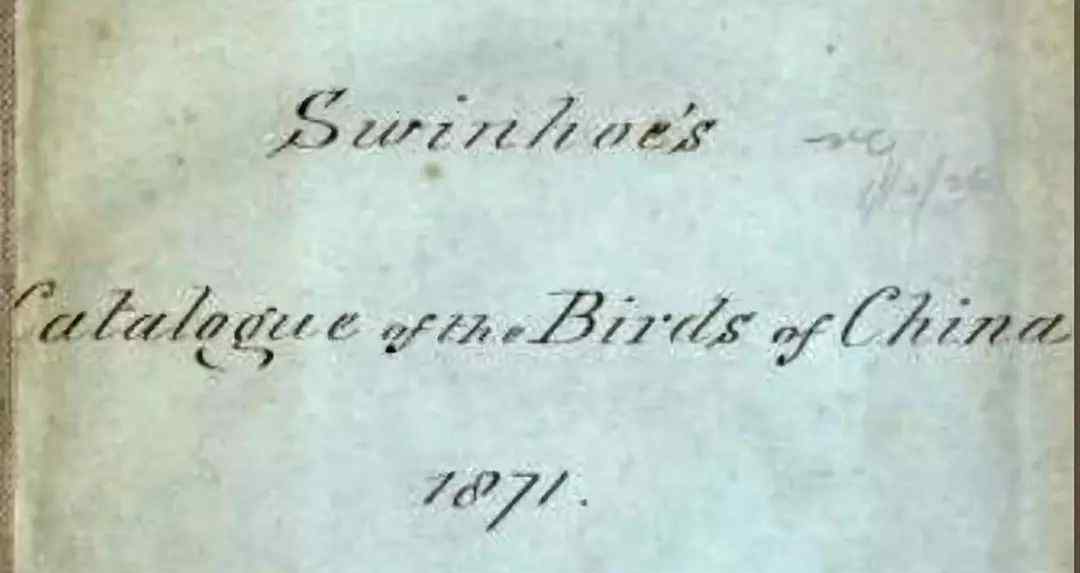 Swinhoe's
Catalogue of the Birds of China
1871.